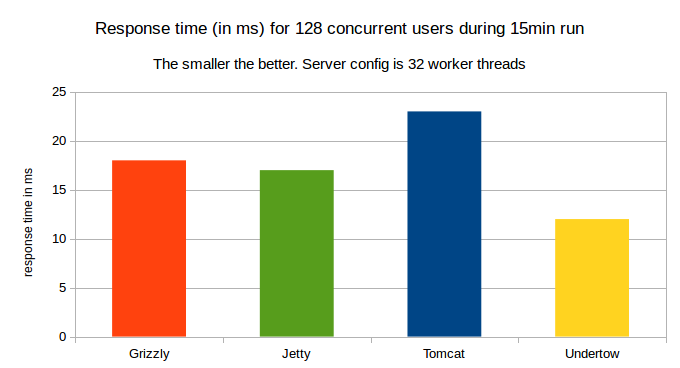 Response time (in ms) for 128 concurrent users during 15min run
The smaller the better. Server config is 32 worker threads
response time in ms
25
20
15
10
5
0
Grizzly
Jetty
Tomcat
Undertow